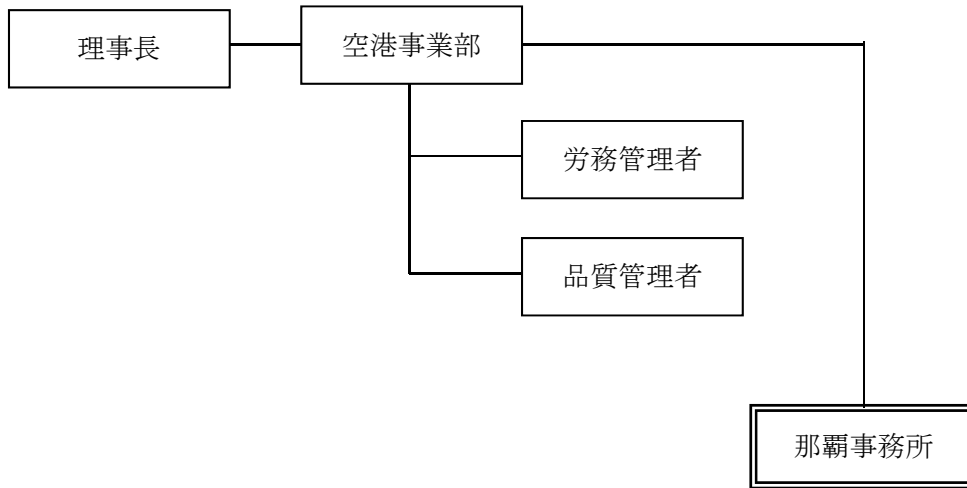 理事長
空港事業部
労務管理者
品質管理者
那覇事務所